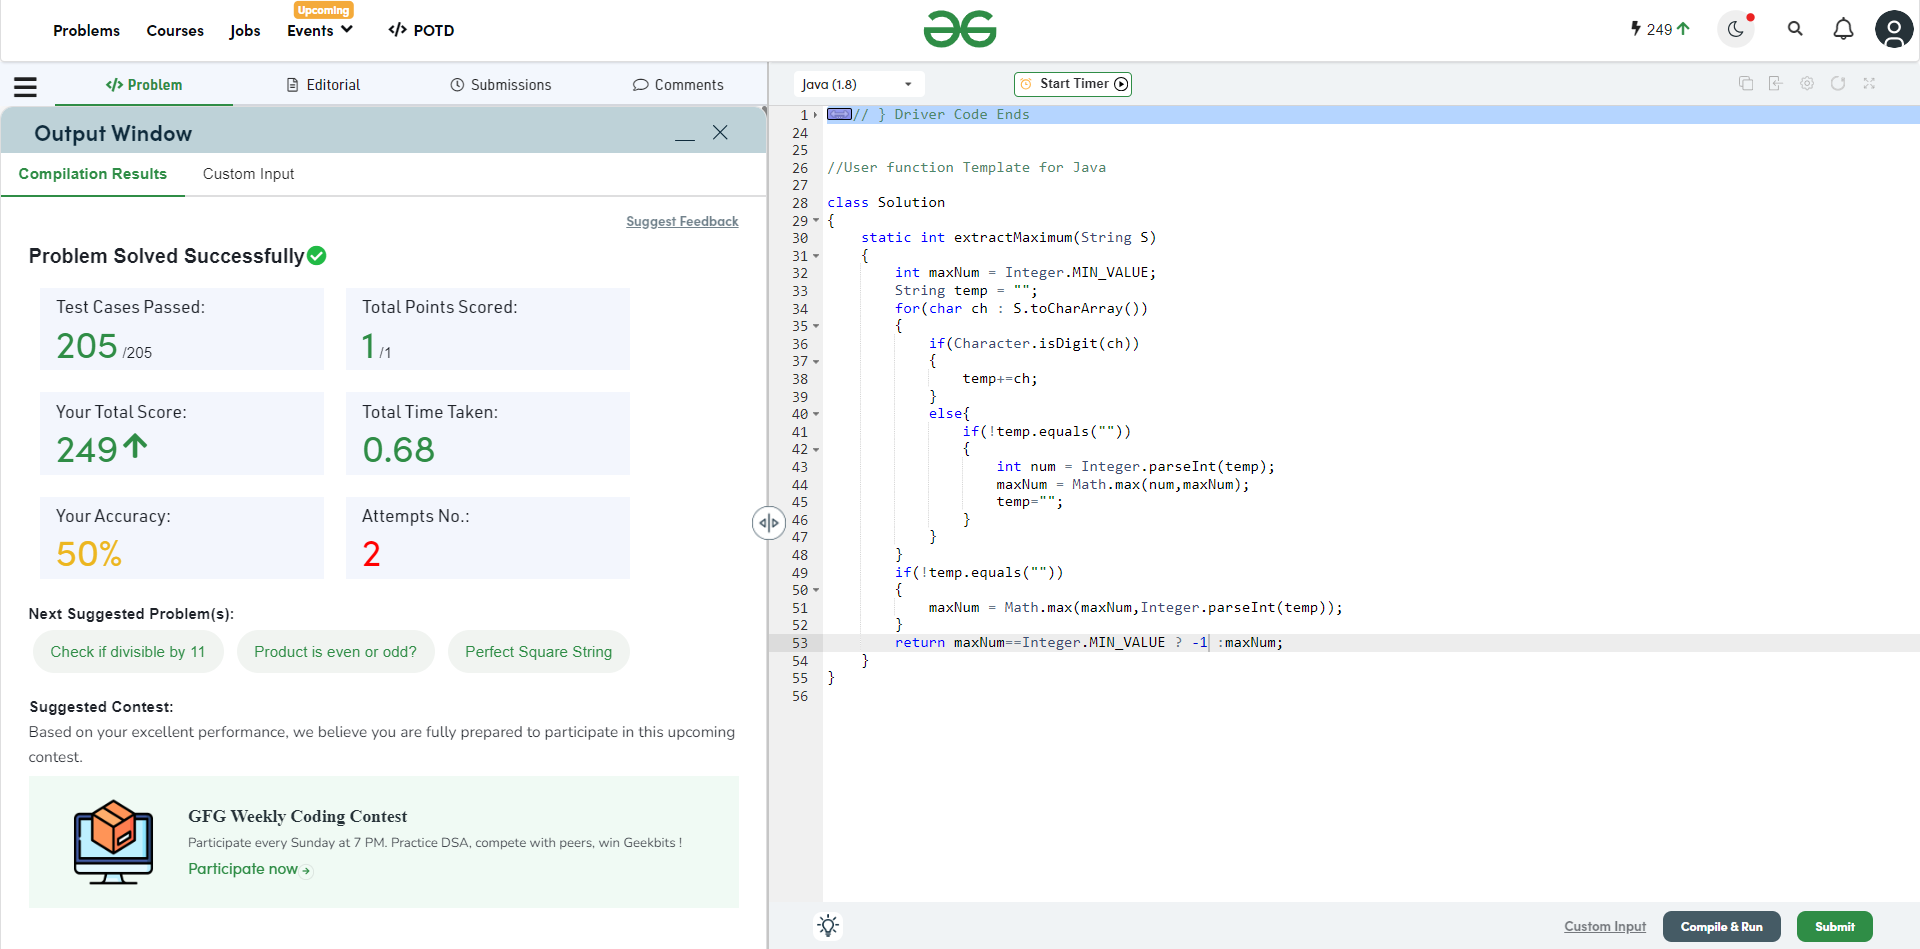 Upcoming
Problems Courses Jobs Events </> POTD
249
</> Problem Editorial Submissions Comments
Output Window
Compilation Results Custom Input
Suggest Feedback
Problem Solved Successfully
Test Cases Passed:
205 /205
Total Points Scored:
1 /1
Your Total Score:
249
Total Time Taken:
0.68
Your Accuracy:
50%
Attempts No.:
2
Next Suggested Problem(s):
Check if divisible by 11 Product is even or odd? Perfect Square String
Suggested Contest:
Based on your excellent performance, we believe you are fully prepared to participate in this upcoming
contest.
GFG Weekly Coding Contest
Participate every Sunday at 7 PM. Practice DSA, compete with peers, win Geekbits !
Participate now
Java (1.8) Start Timer
1 // } Driver Code Ends
24
25
26 //User function Template for Java
27
28 class Solution
29 {
30 static int extractMaximum(String S)
31 {
32 int maxNum = Integer.MIN_VALUE;
33 String temp = "";
34 for(char ch : S.toCharArray())
35 {
36 if(Character.isDigit(ch))
37 {
38 temp+=ch;
39 }
40 else{
41 if(!temp.equals(""))
42 {
43 int num = Integer.parseInt(temp);
44 maxNum = Math.max(num,maxNum);
45 temp="";
46 }
47 }
48 }
49 if(!temp.equals(""))
50 {
51 maxNum = Math.max(maxNum,Integer.parseInt(temp));
52 }
53 return maxNum==Integer.MIN_VALUE ? -1 :maxNum;
54 }
55 }
56
Custom Input Compile & Run Submit